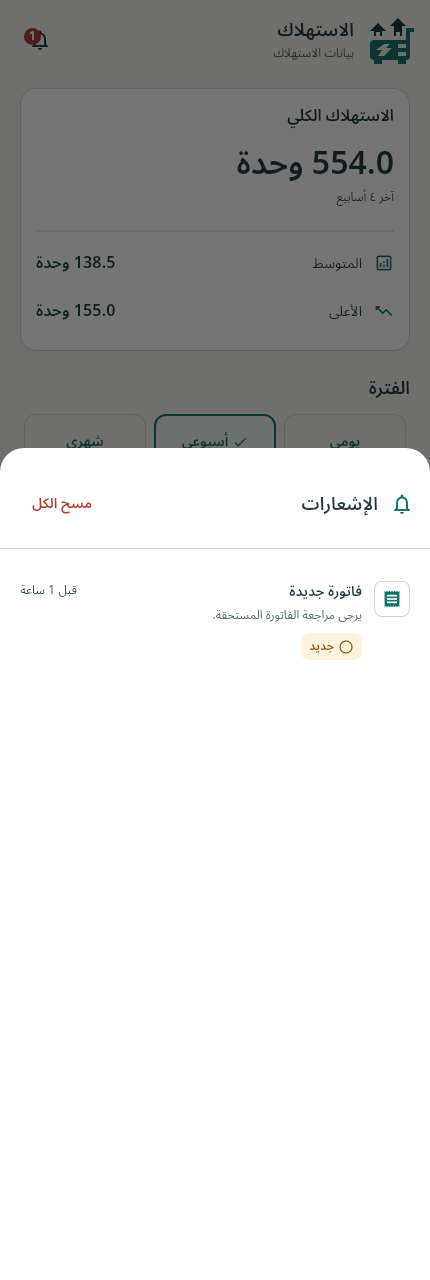 الاستهلاك
بيانات الاستهلاك
1
الاستهلاك الكلي
554.0 وحدة
آخر ٤ أسابيع
المتوسط
138.5 وحدة
الأعلى
155.0 وحدة
الفترة
يومي
أسبوعي
شهري
الإشعارات
مسح الكل
فاتورة جديدة
قبل 1 ساعة
يرجى مراجعة الفاتورة المستحقة.
جديد